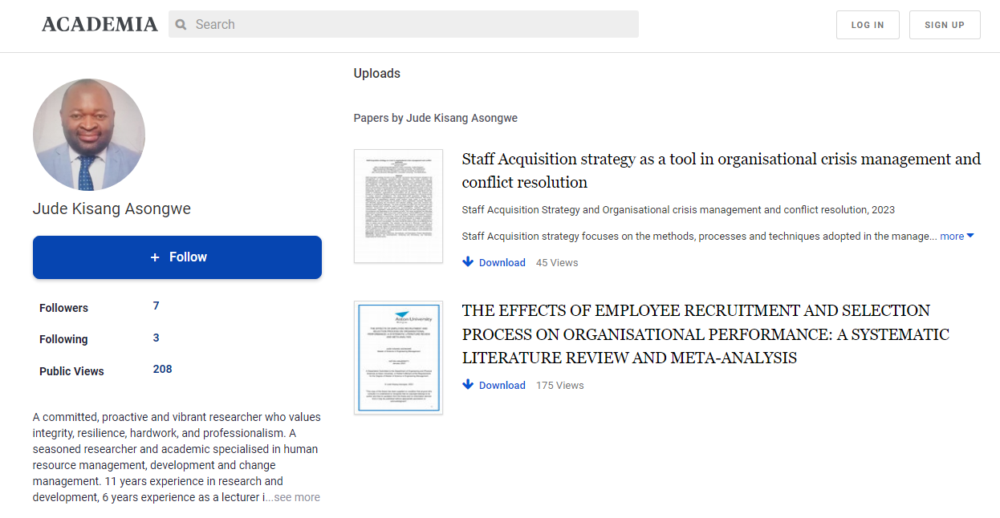 ACADEMIA
Search
LOG IN
SIGN UP
Jude Kisang Asongwe
+ Follow
Followers 7
Following 3
Public Views 208
A committed, proactive and vibrant researcher who values
integrity, resilience, hardwork, and professionalism. A
seasoned researcher and academic specialised in human
resource management, development and change
management. 11 years experience in research and
development, 6 years experience as a lecturer i...see more
Uploads
Papers by Jude Kisang Asongwe
Staff Acquisition strategy as a tool in organisational crisis management and
conflict resolution
Staff Acquisition Strategy and Organisational crisis management and conflict resolution, 2023
Staff Acquisition strategy focuses on the methods, processes and techniques adopted in the manage... more
Download 45 Views
Aston University
THE EFFECTS OF EMPLOYEE RECRUITMENT AND SELECTION
PROCESS ON ORGANISATIONAL PERFORMANCE: A SYSTEMATIC
LITERATURE REVIEW AND META-ANALYSIS
Download 175 Views